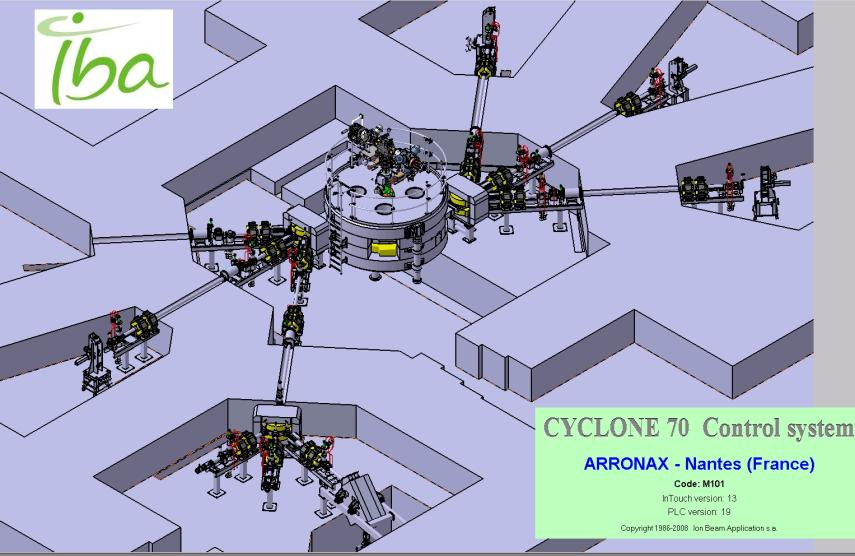 iba
CYCLONE 70 Control system
ARRONAX - Nantes (France)
Code: M101
InTouch version: 13
PLC version: 19
Copyright 1986-2008 Ion Beam Application s.a.